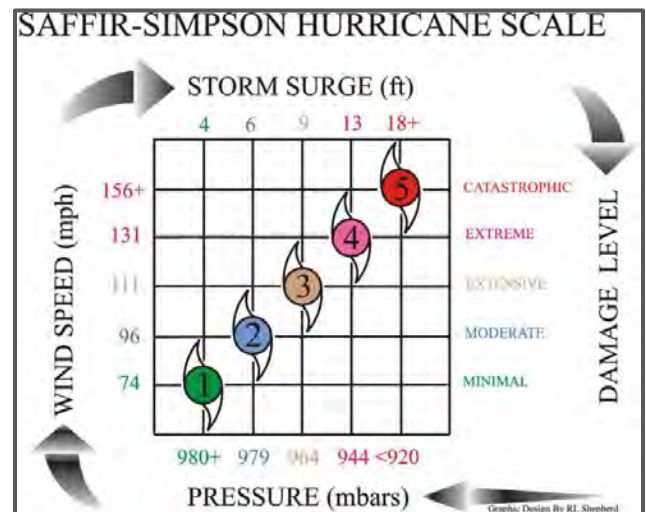 SAFFIR-SIMPSON HURRICANE SCALE
STORM SURGE (ft)
4 6 9 13 18+
WIND SPEED (mph)
156+ 5 CATASTROPHIC
131 4 EXTREME
111 3 EXTENSIVE
96 2 MODERATE
74 1 MINIMAL
DAMAGE LEVEL
980+ 979 964 944 <920
PRESSURE (mbars)
Graphic Design By RL Shepherd